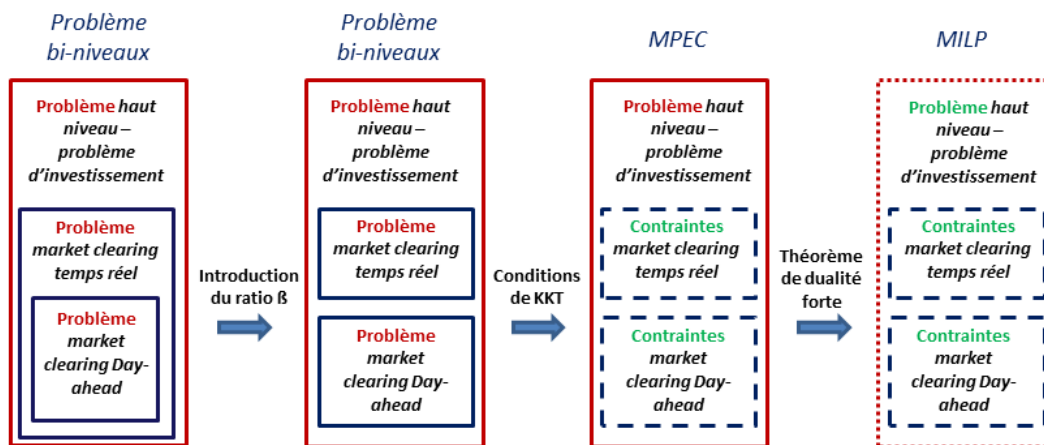 Problème
bi-niveaux
Problème haut
niveau –
problème
d'investissement
Problème
market clearing
temps réel
Problème
market
clearing Day-
ahead
Introduction
du ratio ß
Problème
bi-niveaux
Problème haut
niveau –
problème
d'investissement
Problème
market clearing
temps réel
Problème
market
clearing Day-
ahead
Conditions
de KKT
MPEC
Problème haut
niveau –
problème
d'investissement
Contraintes
market clearing
temps réel
Contraintes
market
clearing Day-
ahead
Théorème
de dualité
forte
MILP
Problème haut
niveau –
problème
d'investissement
Contraintes
market clearing
temps réel
Contraintes
market
clearing Day-
ahead